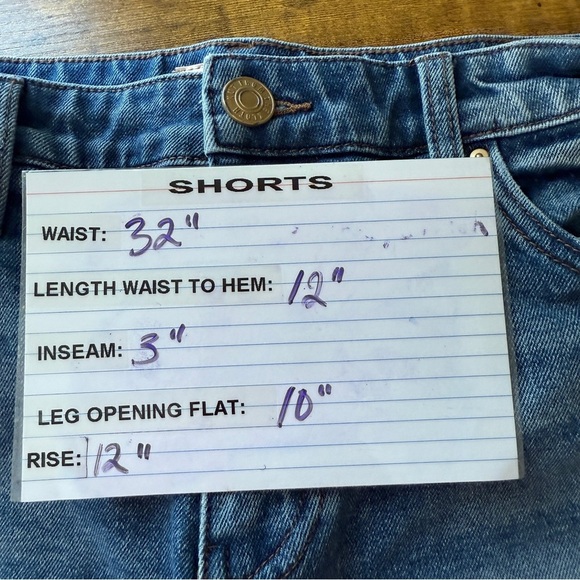 SHORTS
WAIST: 32"
LENGTH WAIST TO HEM: 12"
INSEAM: 3"
LEG OPENING FLAT: 10"
RISE: 12"